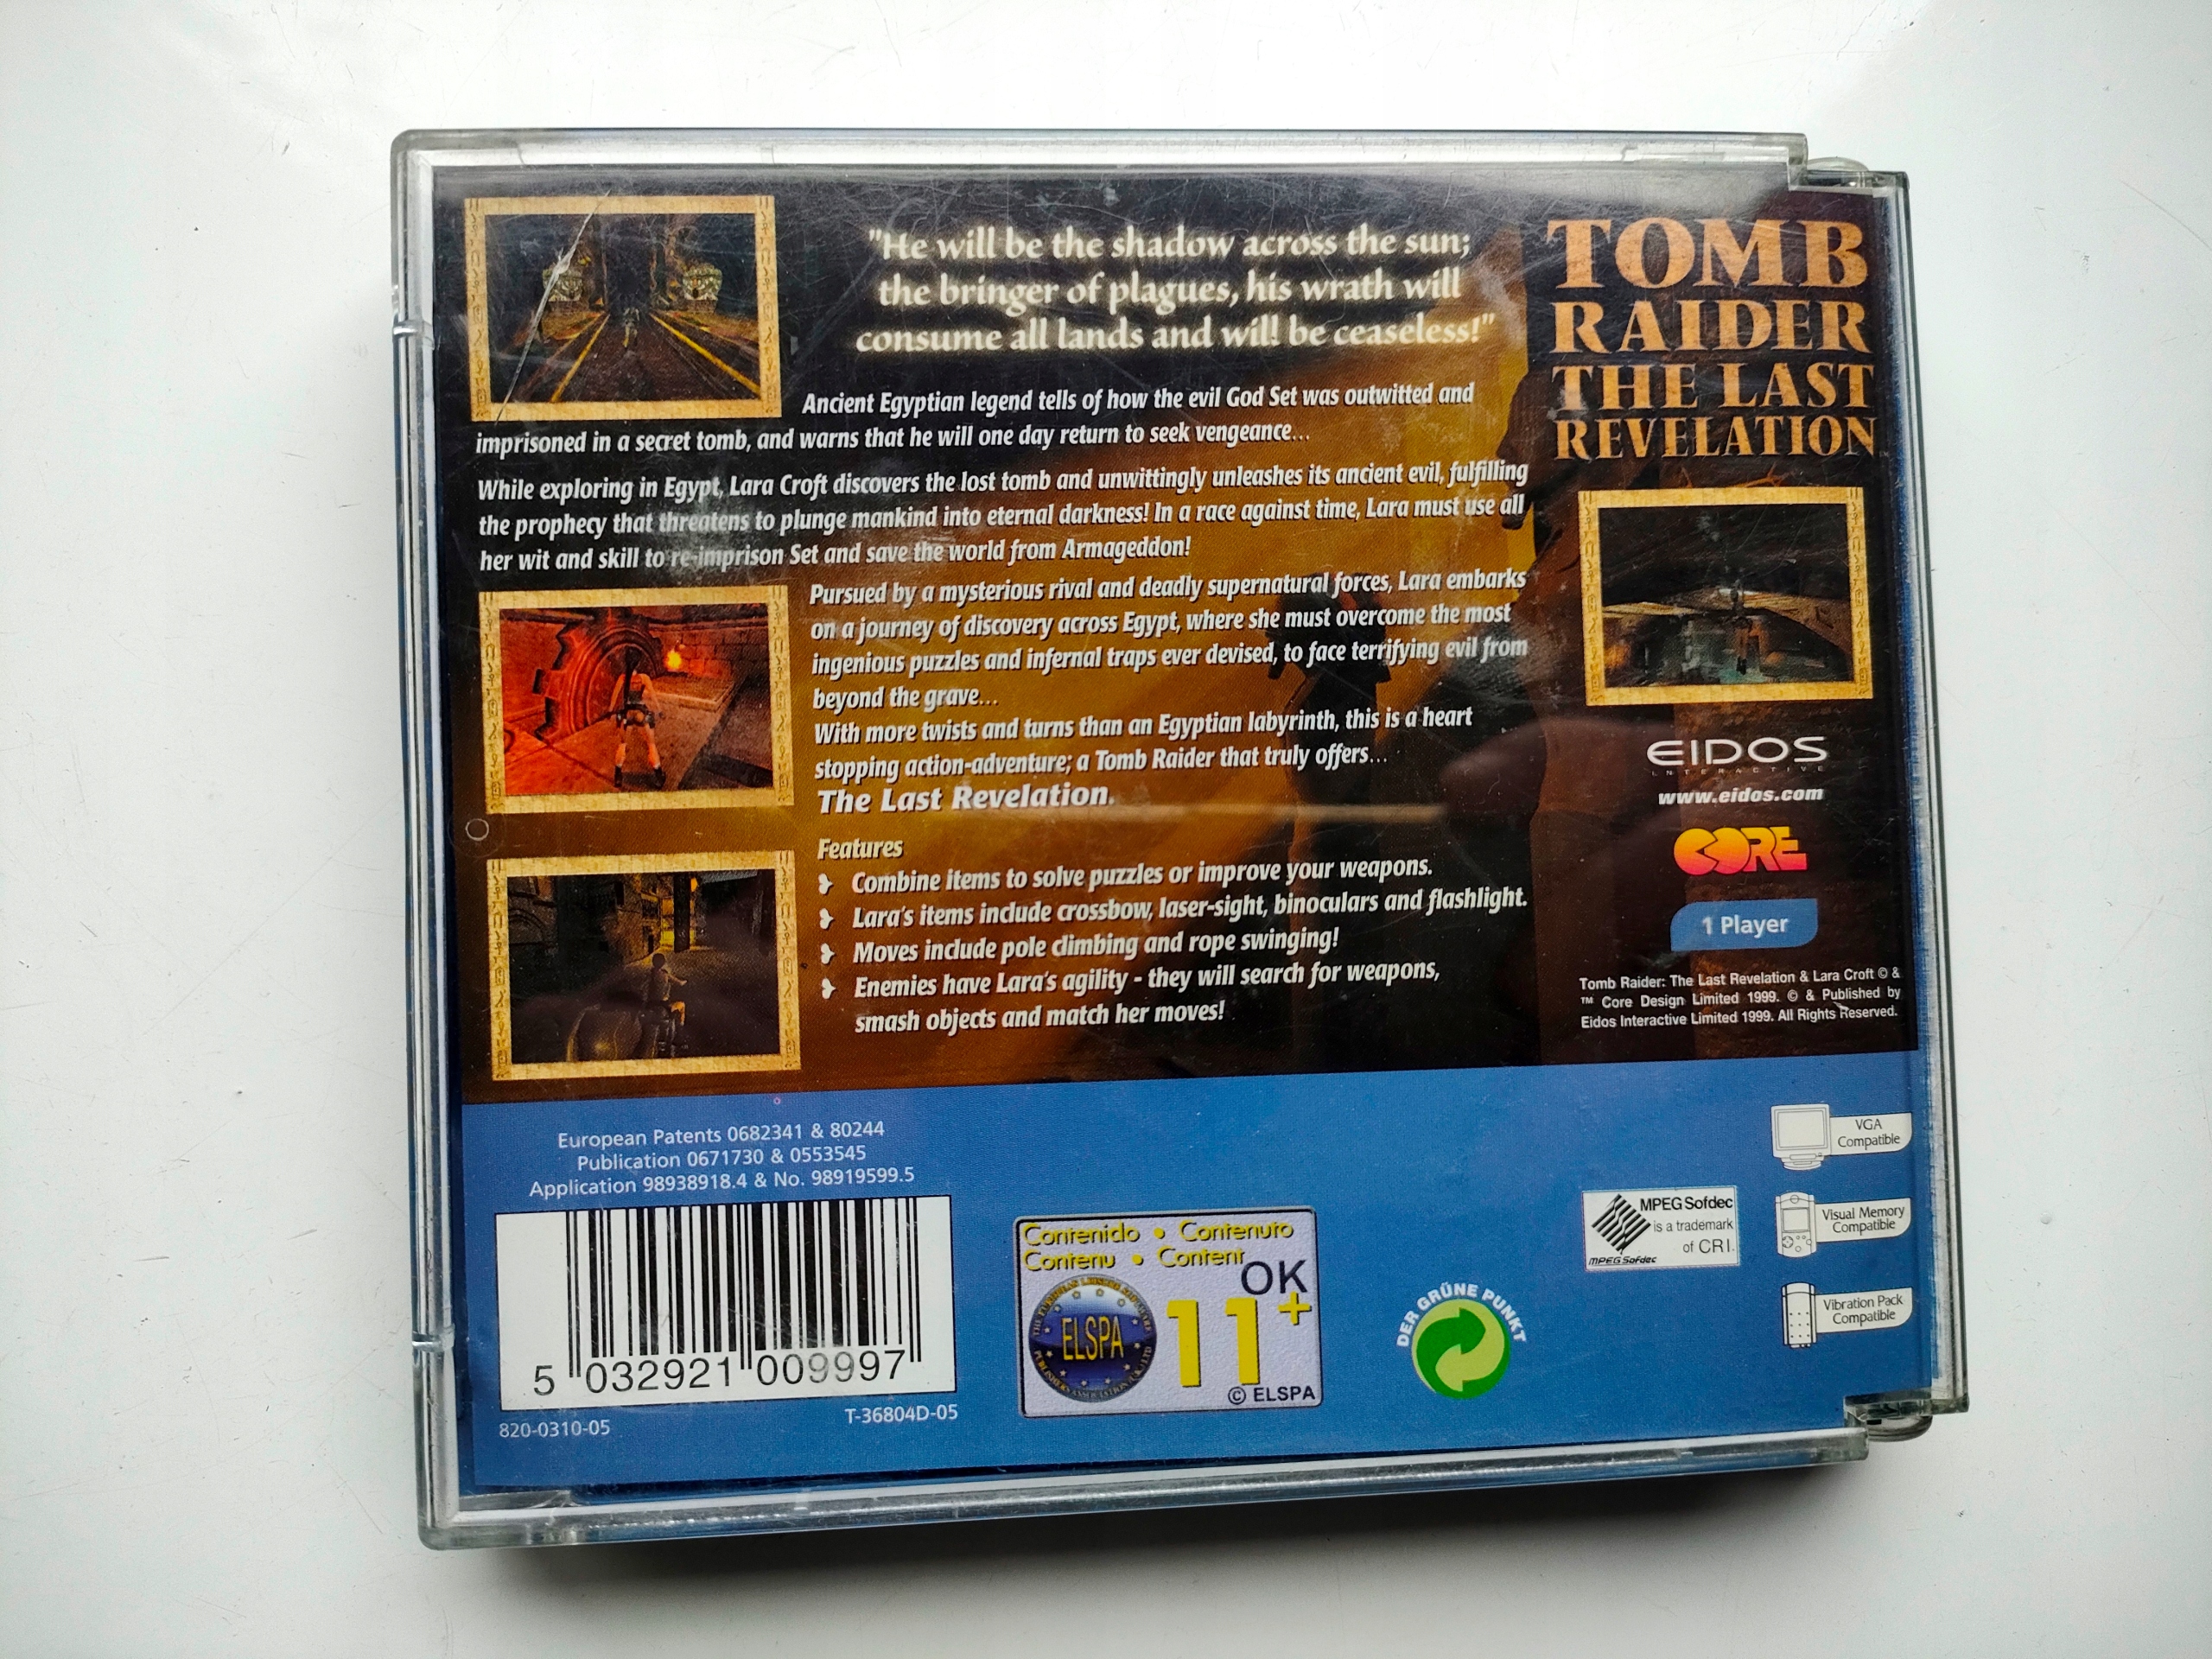 "He will be the shadow across the sun;
the bringer of plagues, his wrath will
consume all lands and will be ceaseless!"
Ancient Egyptian legend tells of how the evil God Set was outwitted and
imprisoned in a secret tomb, and warns that he will one day return to seek vengeance...
While exploring in Egypt, Lara Croft discovers the lost tomb and unwittingly unleashes its ancient evil, fulfilling
the prophecy that threatens to plunge mankind into eternal darkness! In a race against time, Lara must use all
her wit and skill to re-imprison Set and save the world from Armageddon!
Pursued by a mysterious rival and deadly supernatural forces, Lara embarks
on a journey of discovery across Egypt, where she must overcome the most
ingenious puzzles and infernal traps ever devised, to face terrifying evil from
beyond the grave...
With more twists and turns than an Egyptian labyrinth, this is a heart
stopping action-adventure; a Tomb Raider that truly offers...
The Last Revelation.
Features
Combine items to solve puzzles or improve your weapons.
Lara's items include crossbow, laser-sight, binoculars and flashlight.
Moves include pole climbing and rope swinging!
Enemies have Lara's agility - they will search for weapons,
smash objects and match her moves!
TOMB
RAIDER
THE LAST
REVELATION
EIDOS
INTERACTIVE
www.eidos.com
CORE
1 Player
Tomb Raider: The Last Revelation & Lara Croft © &
™ Core Design Limited 1999. © & Published by
Eidos Interactive Limited 1999. All Rights Reserved.
European Patents 0682341 & 80244
Publication 0671730 & 0553545
Application 98938918.4 & No. 98919599.5
5 032921 009997
820-0310-05
T-36804D-05
Contenido • Contenuto
Contenu • Content
OK
11+
ELSPA
© ELSPA
DER GRÜNE PUNKT
MPEG Sofdec
is a trademark
of CRI.
MPEG Sofdec
VGA
Compatible
Visual Memory
Compatible
Vibration Pack
Compatible